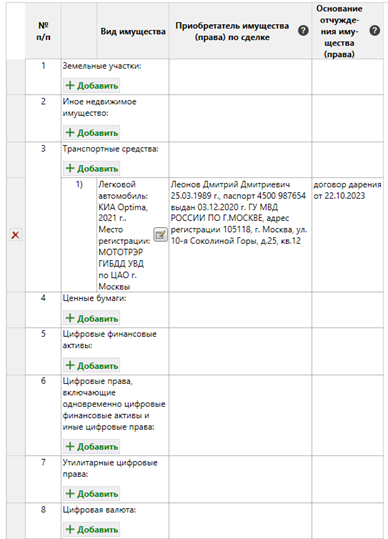 №
п/п
Вид имущества
Приобретатель имущества
(права) по сделке
Основание
отчужде-
ния иму-
щества
(права)
1
Земельные участки:
+ Добавить
2
Иное недвижимое
имущество:
+ Добавить
3
Транспортные средства:
+ Добавить
1)
Легковой
автомобиль:
КИА Optima,
2021 г..
Место
регистрации:
МОТОТРЭР
ГИБДД УВД
по ЦАО г.
Москвы
Леонов Дмитрий Дмитриевич
25.03.1989 г., паспорт 4500 987654
выдан 03.12.2020 г. ГУ МВД
РОССИИ ПО Г.МОСКВЕ, адрес
регистрации 105118, г. Москва, ул.
10-я Соколиной Горы, д.25, кв.12
договор дарения
от 22.10.2023
4
Ценные бумаги:
+ Добавить
5
Цифровые финансовые
активы:
+ Добавить
6
Цифровые права,
включающие
одновременно цифровые
финансовые активы и
иные цифровые права:
+ Добавить
7
Утилитарные цифровые
права:
+ Добавить
8
Цифровая валюта:
+ Добавить